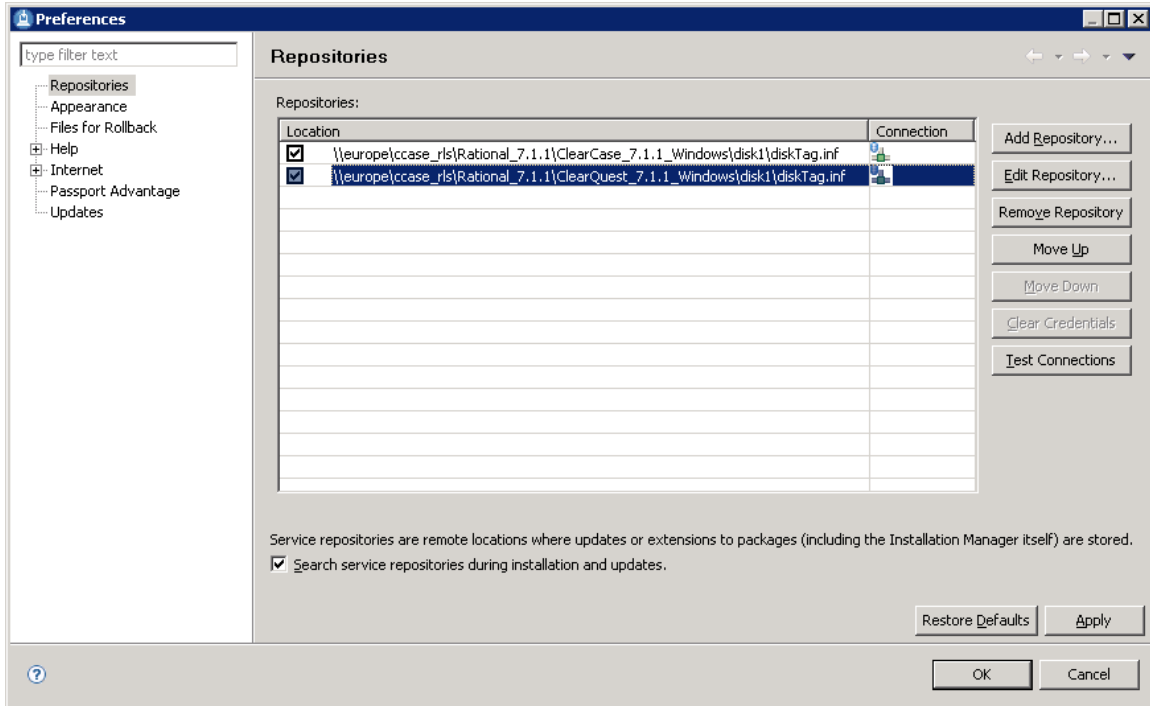 Preferences
type filter text
Repositories
Appearance
Files for Rollback
Help
Internet
Passport Advantage
Updates
Repositories
Repositories:
Location Connection
\\europe\ccase_rls\Rational_7.1.1\ClearCase_7.1.1_Windows\disk1\diskTag.inf
\\europe\ccase_rls\Rational_7.1.1\ClearQuest_7.1.1_Windows\disk1\diskTag.inf
Add Repository...
Edit Repository...
Remove Repository
Move Up
Move Down
Clear Credentials
Test Connections
Service repositories are remote locations where updates or extensions to packages (including the Installation Manager itself) are stored.
Search service repositories during installation and updates.
Restore Defaults Apply
OK Cancel